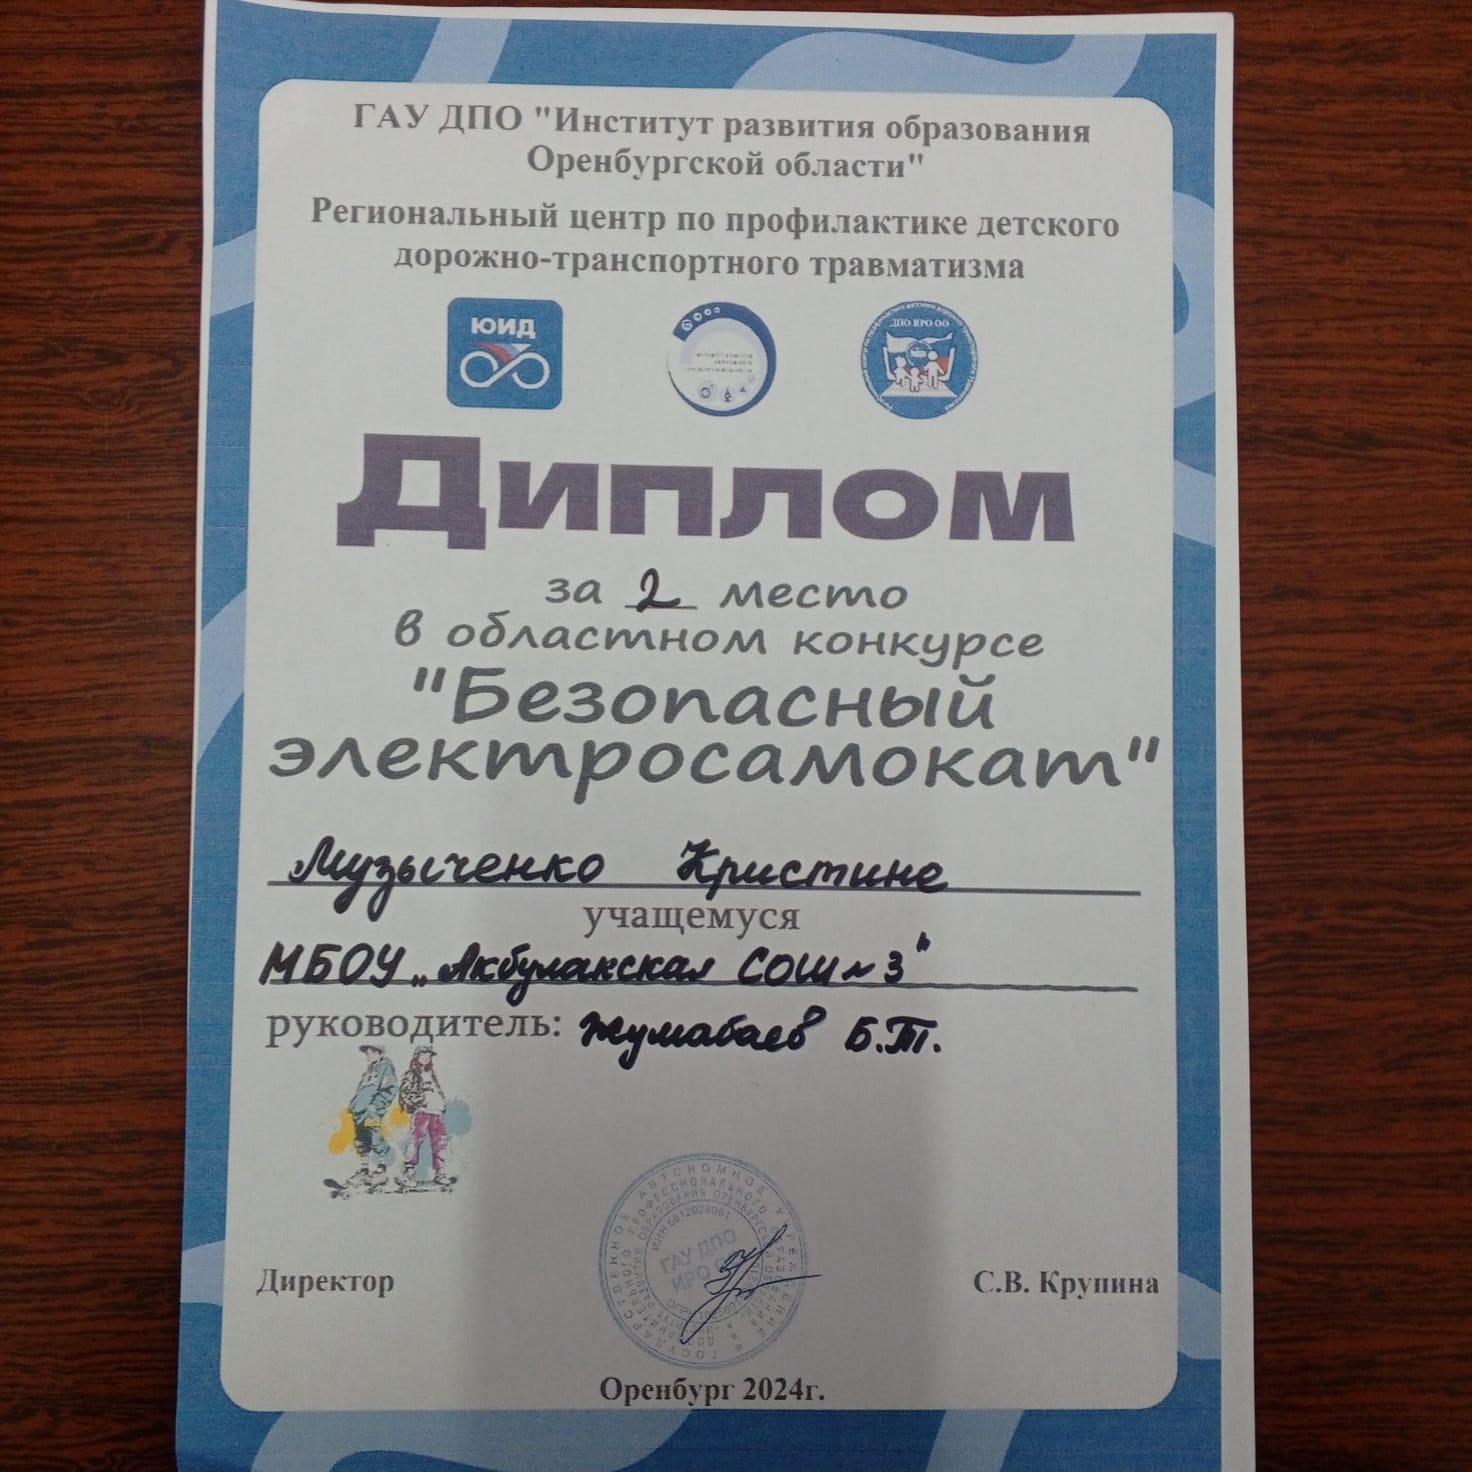 ГАУ ДПО "Институт развития образования
Оренбургской области"
Региональный центр по профилактике детского
дорожно-транспортного травматизма
ЮИД
ДПО ИРО ОО
Диплом
за 2 место
в областном конкурсе
"Безопасный
электросамокат"
Музыченко Кристине
учащемуся
МБОУ „Акбулакская СОШ №3"
руководитель: Жумабаев Б.Т.
ГАУ ДПО
ИРО
Директор
С.В. Крупина
Оренбург 2024г.